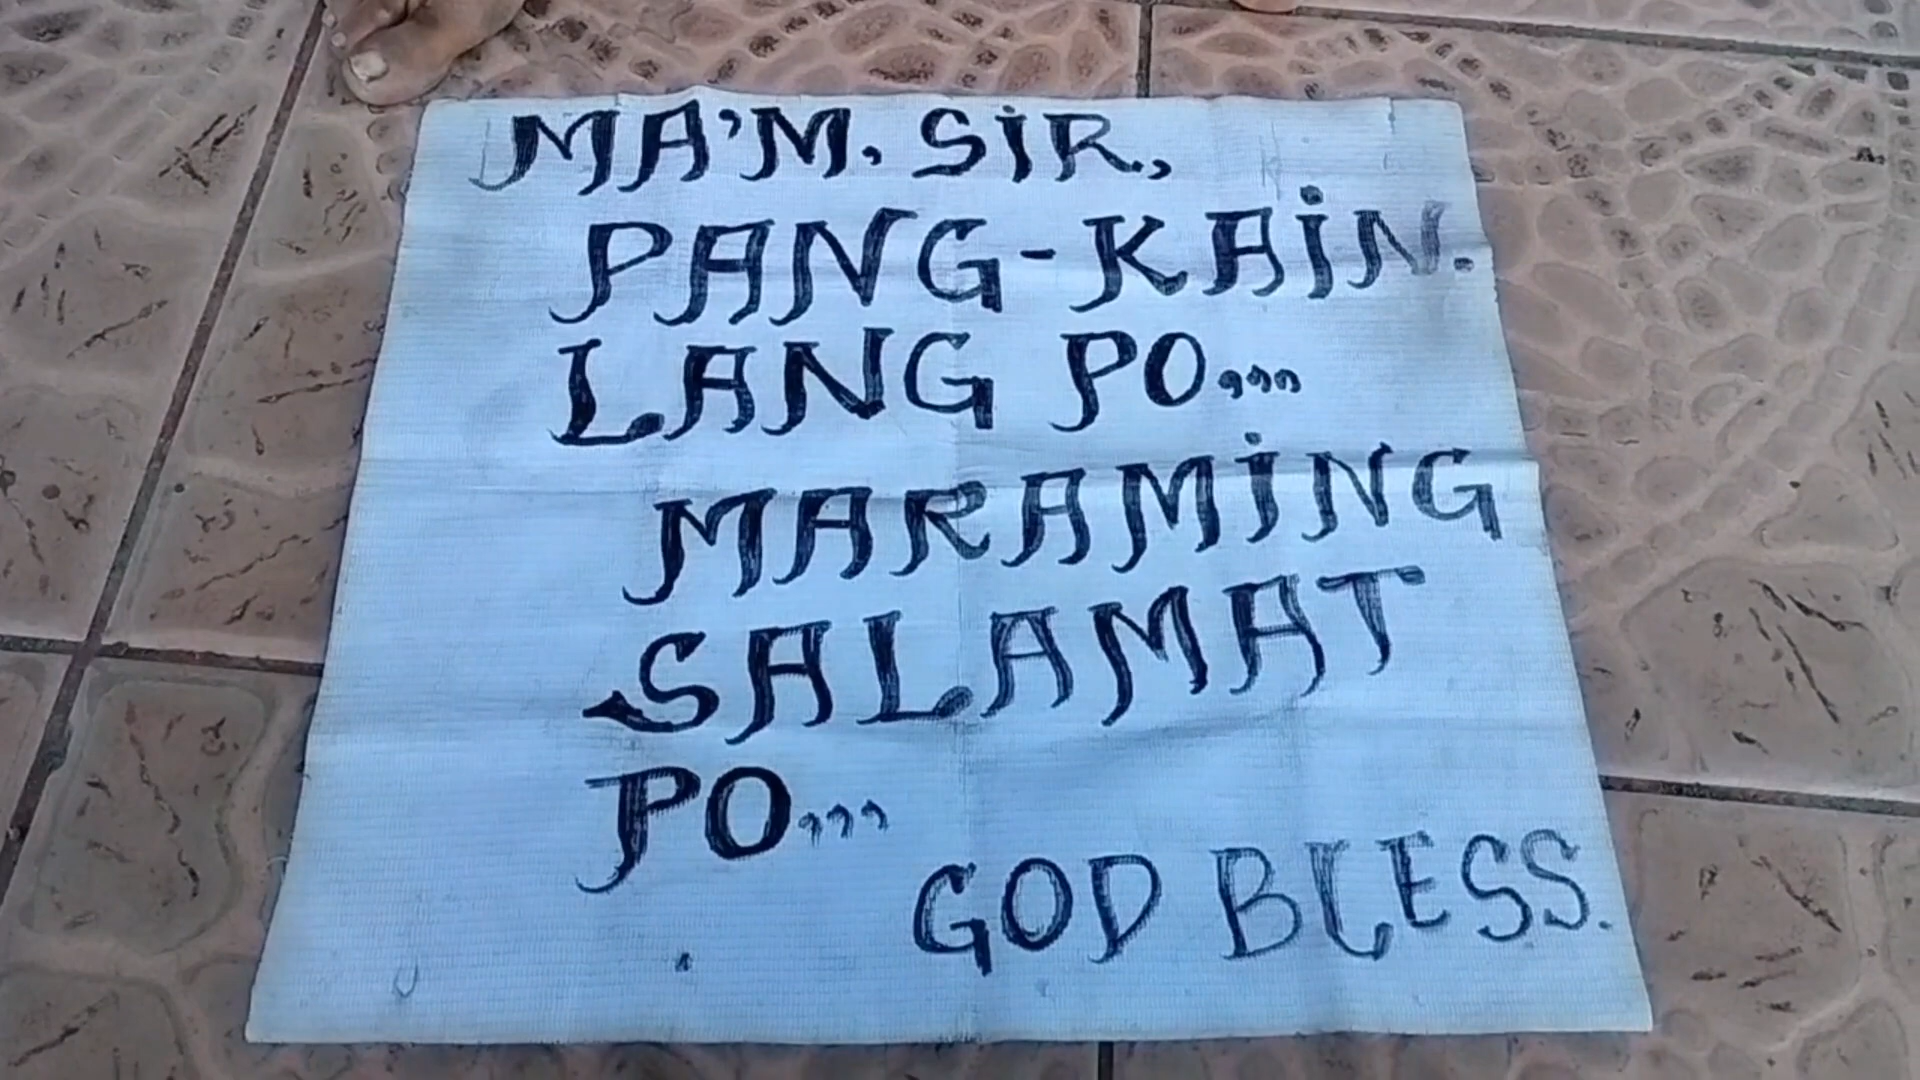 MA'M. SIR.,
PANG-KAIN.
LANG PO,,,
MARAMING
SALAMAT
PO,,,
GOD BLESS.